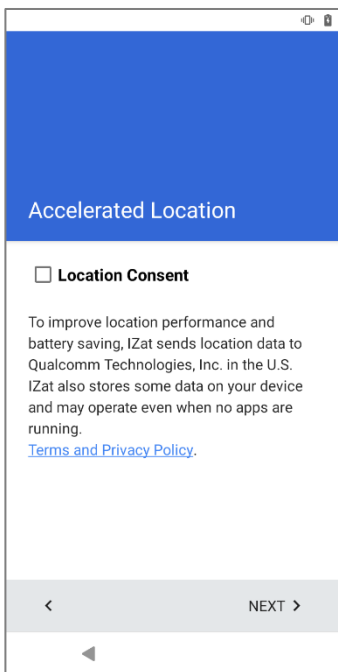 Accelerated Location
Location Consent
To improve location performance and
battery saving, IZat sends location data to
Qualcomm Technologies, Inc. in the U.S.
IZat also stores some data on your device
and may operate even when no apps are
running.
Terms and Privacy Policy.
NEXT